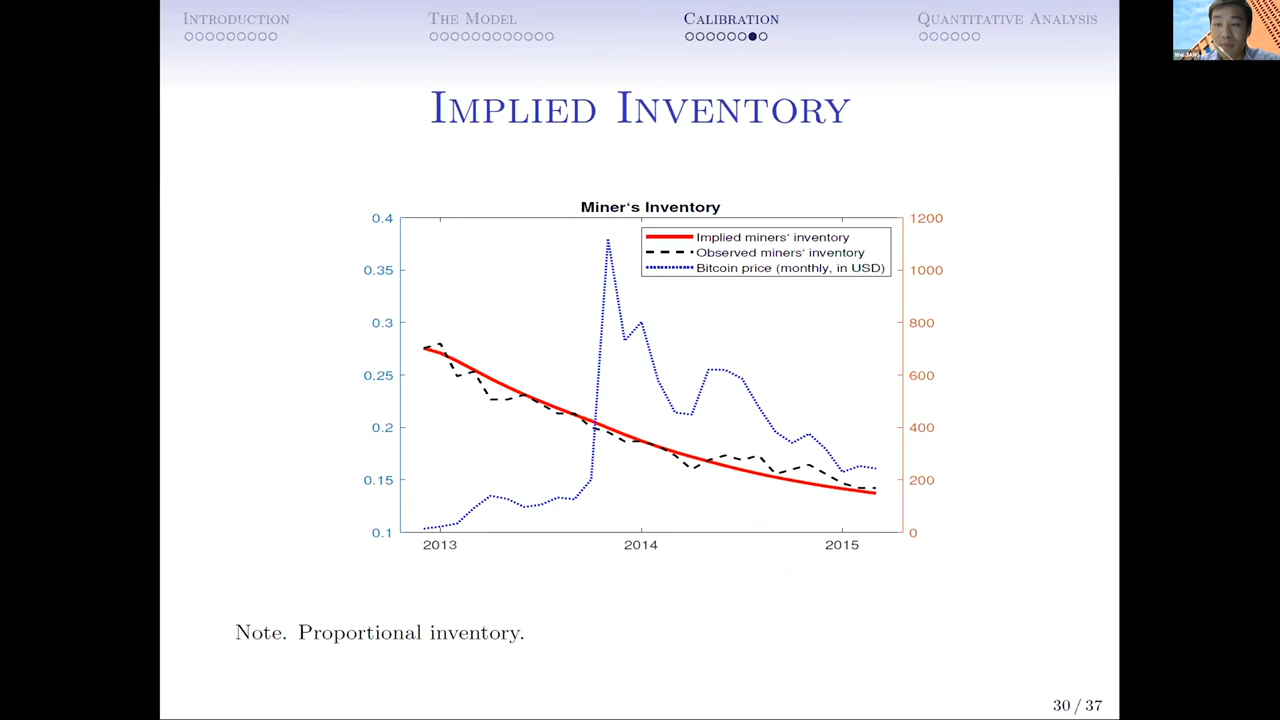 INTRODUCTION
THE MODEL
CALIBRATION
QUANTITATIVE ANALYSIS
Wei JIANG
IMPLIED INVENTORY
Miner‘s Inventory
Implied miners‘ inventory
Observed miners‘ inventory
Bitcoin price (monthly, in USD)
0.4
0.35
0.3
0.25
0.2
0.15
0.1
1200
1000
800
600
400
200
0
2013
2014
2015
Note. Proportional inventory.
30 / 37